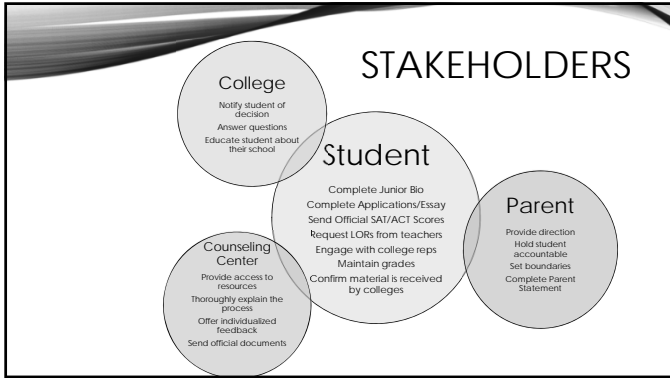 STAKEHOLDERS
College
Notify student of
decision
Answer questions
Educate student about
their school
Student
Complete Junior Bio
Complete Applications/Essay
Send Official SAT/ACT Scores
Request LORs from teachers
Engage with college reps
Maintain grades
Confirm material is received
by colleges
Parent
Provide direction
Hold student
accountable
Set boundaries
Complete Parent
Statement
Counseling
Center
Provide access to
resources
Thoroughly explain the
process
Offer individualized
feedback
Send official documents